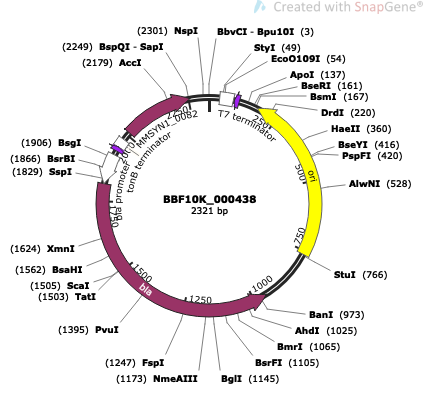 Created with SnapGene®
(2301) NspI
BbvCI - Bpu10I (3)
(2249) BspQI - SapI
StyI (49)
(2179) AccI
EcoO109I (54)
ApoI (137)
BseRI (161)
BsmI (167)
DrdI (220)
HaeII (360)
BseYI (416)
PspFI (420)
AlwNI (528)
StuI (766)
BanI (973)
AhdI (1025)
BmrI (1065)
BsrFI (1105)
BglI (1145)
(1173) NmeAIII
(1247) FspI
(1395) PvuI
(1503) TatI
(1505) ScaI
(1562) BsaHI
(1624) XmnI
(1829) SspI
(1866) BsrBI
(1906) BsgI
BBF10K_000438
2321 bp
T7 terminator
MMSYN1_0082
tonB terminator
bla promoter
ori
bla
250
500
750
1000
1250
1500
1750
2000
2250